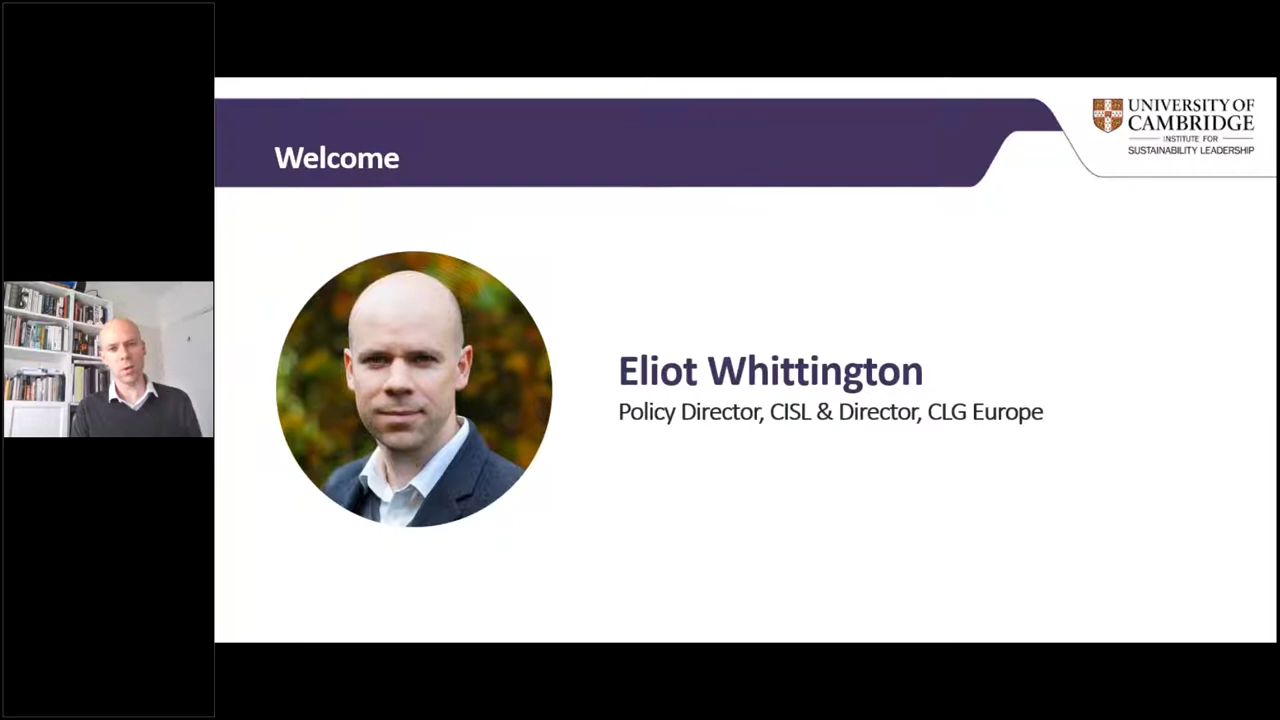 Welcome
UNIVERSITY OF
CAMBRIDGE
INSTITUTE FOR
SUSTAINABILITY LEADERSHIP
Eliot Whittington
Policy Director, CISL & Director, CLG Europe